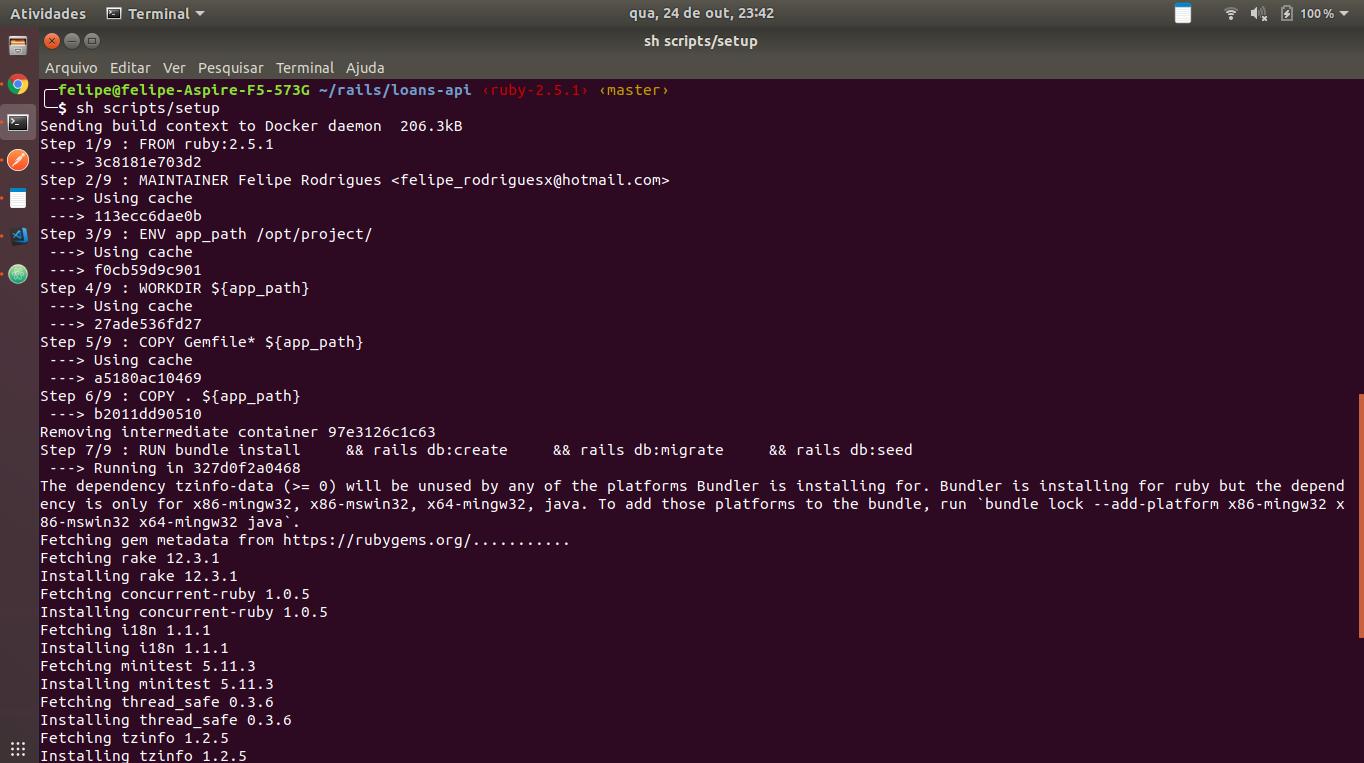 Atividades Terminal qua, 24 de out, 23:42 100%
sh scripts/setup
Arquivo Editar Ver Pesquisar Terminal Ajuda
felipe@felipe-Aspire-F5-573G ~/rails/loans-api ‹ruby-2.5.1› ‹master›
$ sh scripts/setup
Sending build context to Docker daemon  206.3kB
Step 1/9 : FROM ruby:2.5.1
 ---> 3c8181e703d2
Step 2/9 : MAINTAINER Felipe Rodrigues <felipe_rodriguesx@hotmail.com>
 ---> Using cache
 ---> 113ecc6dae0b
Step 3/9 : ENV app_path /opt/project/
 ---> Using cache
 ---> f0cb59d9c901
Step 4/9 : WORKDIR ${app_path}
 ---> Using cache
 ---> 27ade536fd27
Step 5/9 : COPY Gemfile* ${app_path}
 ---> Using cache
 ---> a5180ac10469
Step 6/9 : COPY . ${app_path}
 ---> b2011dd90510
Removing intermediate container 97e3126c1c63
Step 7/9 : RUN bundle install     && rails db:create     && rails db:migrate     && rails db:seed
 ---> Running in 327d0f2a0468
The dependency tzinfo-data (>= 0) will be unused by any of the platforms Bundler is installing for. Bundler is installing for ruby but the depend
ency is only for x86-mingw32, x86-mswin32, x64-mingw32, java. To add those platforms to the bundle, run `bundle lock --add-platform x86-mingw32 x
86-mswin32 x64-mingw32 java`.
Fetching gem metadata from https://rubygems.org/...........
Fetching rake 12.3.1
Installing rake 12.3.1
Fetching concurrent-ruby 1.0.5
Installing concurrent-ruby 1.0.5
Fetching i18n 1.1.1
Installing i18n 1.1.1
Fetching minitest 5.11.3
Installing minitest 5.11.3
Fetching thread_safe 0.3.6
Installing thread_safe 0.3.6
Fetching tzinfo 1.2.5
Installing tzinfo 1.2.5